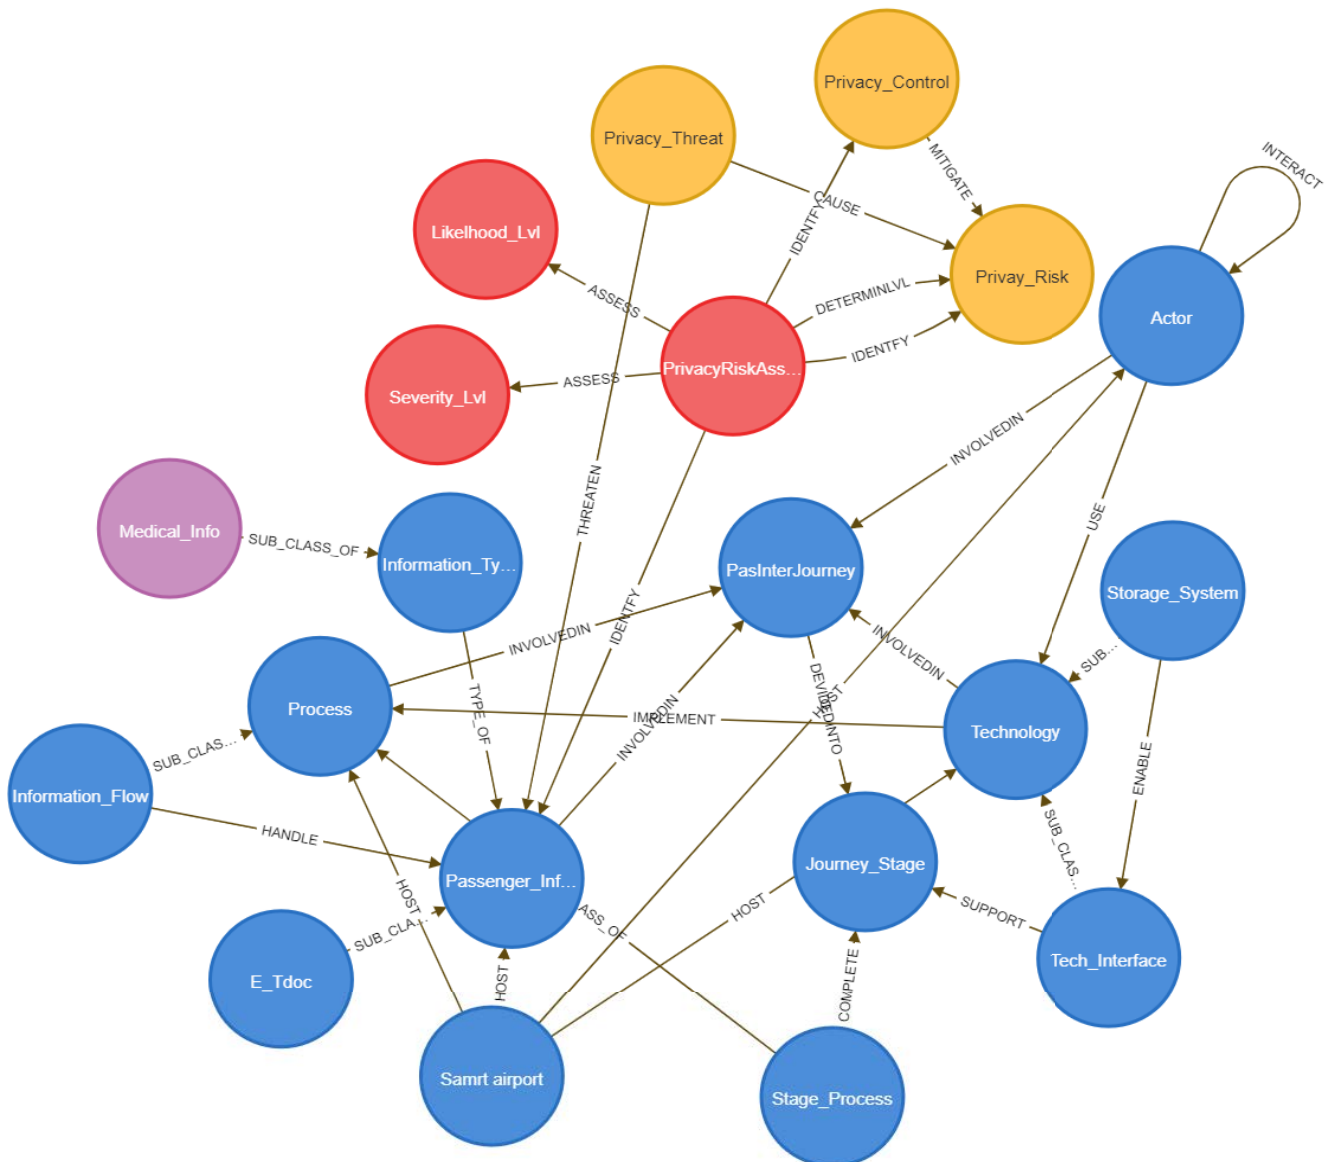 Privacy_Control
Privacy_Threat
MITIGATE
INTERACT
CAUSE
IDENTFY
Likelhood_Lvl
Privay_Risk
DETERMINLVL
ASSESS
Actor
IDENTFY
PrivacyRiskAss...
ASSESS
Severity_Lvl
INVOLVEDIN
THREATEN
USE
Medical_Info
SUB_CLASS_OF
Information_Ty...
PasInterJourney
Storage_System
IDENTFY
INVOLVEDIN
INVOLVEDIN
SUB...
DEVIDEDINTO
HOST
TYPE_OF
Process
IMPLEMENT
INVOLVEDIN
Technology
SUB_CLAS...
ENABLE
Information_Flow
HANDLE
SUB_CLAS...
Journey_Stage
Passenger_Inf...
HOST
HOST
ASS_OF
SUPPORT
SUB_CLA...
Tech_Interface
E_Tdoc
HOST
COMPLETE
Samrt airport
Stage_Process